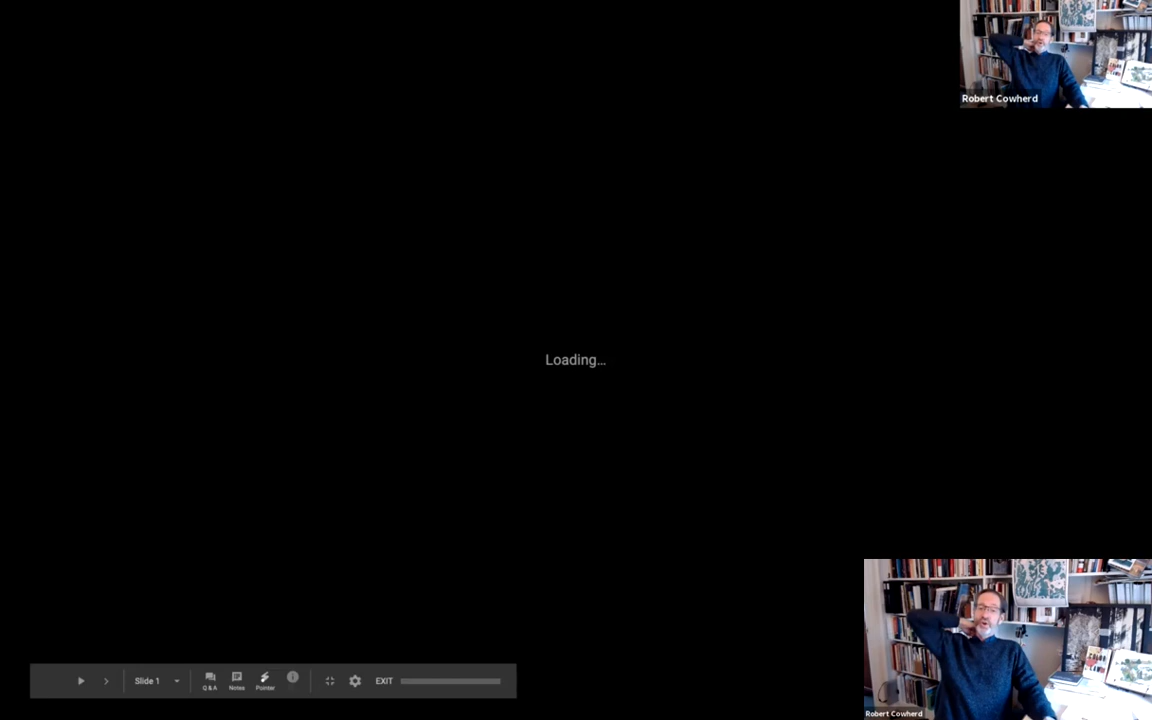 Robert Cowherd
Loading...
Slide 1
Q & A
Notes
Pointer
EXIT
Robert Cowherd